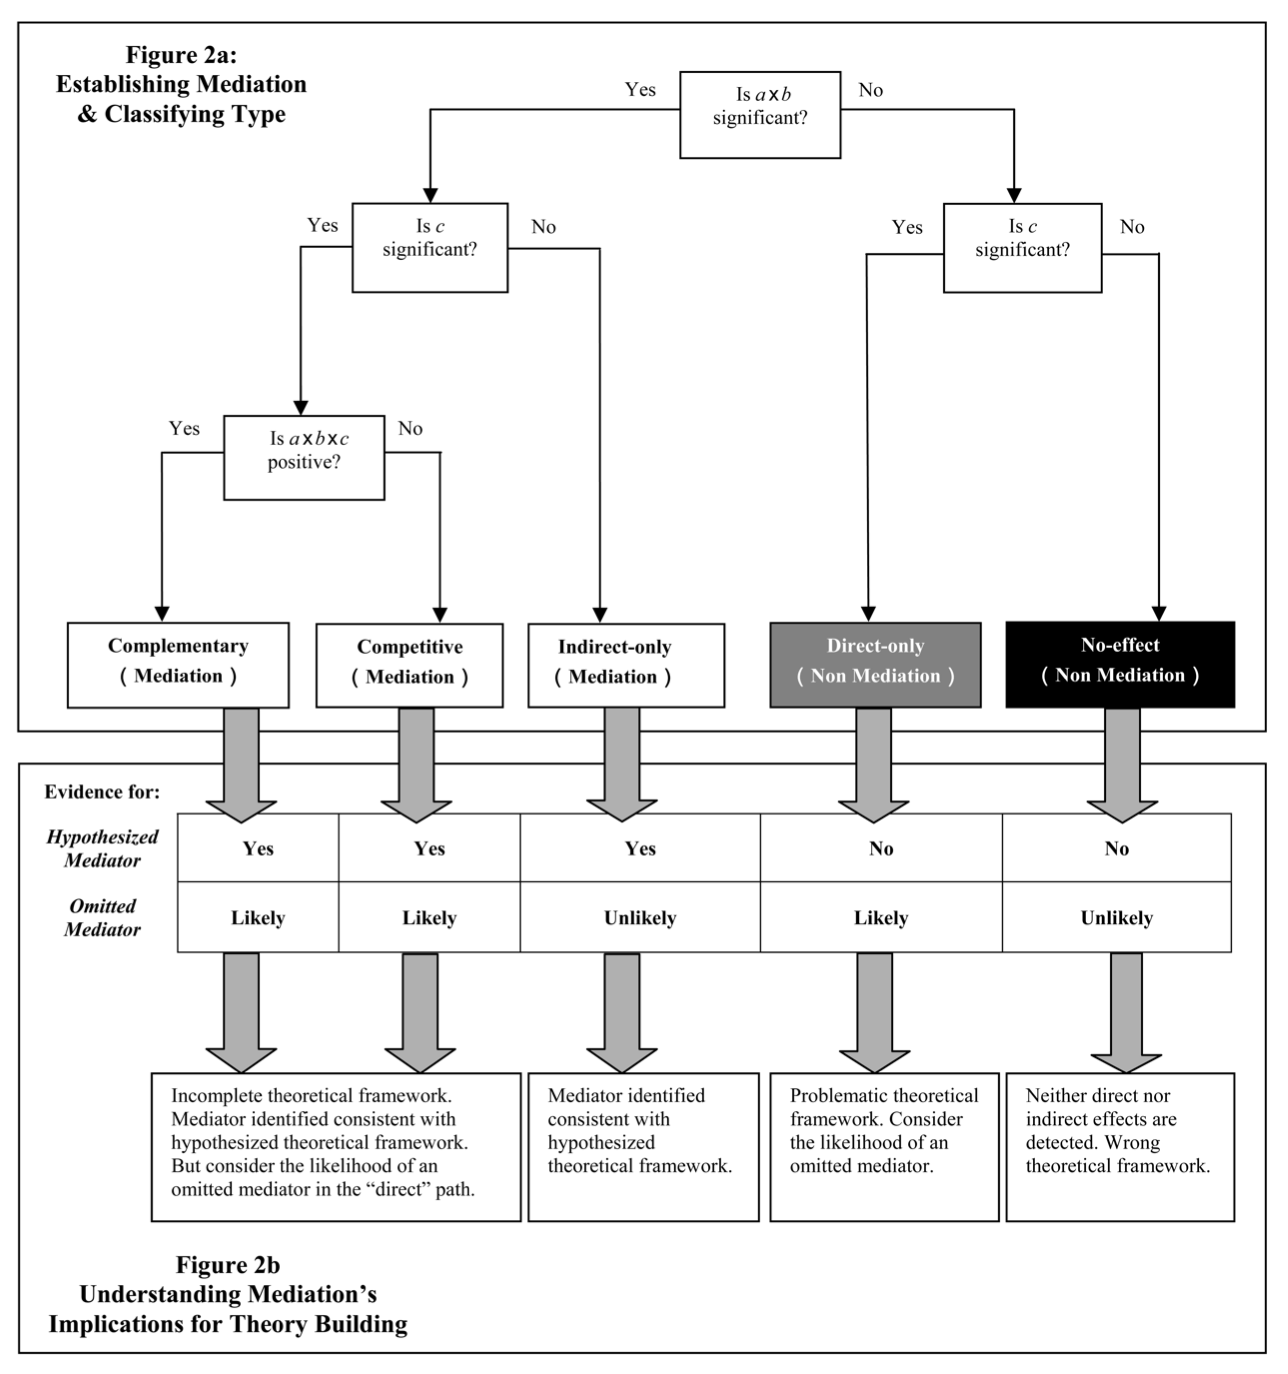 Figure 2a:
Establishing Mediation
& Classifying Type
Is a x b
significant?
Yes
No
Is c
significant?
Yes
No
Is c
significant?
Yes
No
Is a x b x c
positive?
Yes
No
Complementary
( Mediation )
Competitive
( Mediation )
Indirect-only
( Mediation )
Direct-only
( Non Mediation )
No-effect
( Non Mediation )
Evidence for:
Hypothesized
Mediator
Yes
Yes
Yes
No
No
Omitted
Mediator
Likely
Likely
Unlikely
Likely
Unlikely
Incomplete theoretical framework.
Mediator identified consistent with
hypothesized theoretical framework.
But consider the likelihood of an
omitted mediator in the “direct” path.
Mediator identified
consistent with
hypothesized
theoretical framework.
Problematic theoretical
framework. Consider
the likelihood of an
omitted mediator.
Neither direct nor
indirect effects are
detected. Wrong
theoretical framework.
Figure 2b
Understanding Mediation’s
Implications for Theory Building